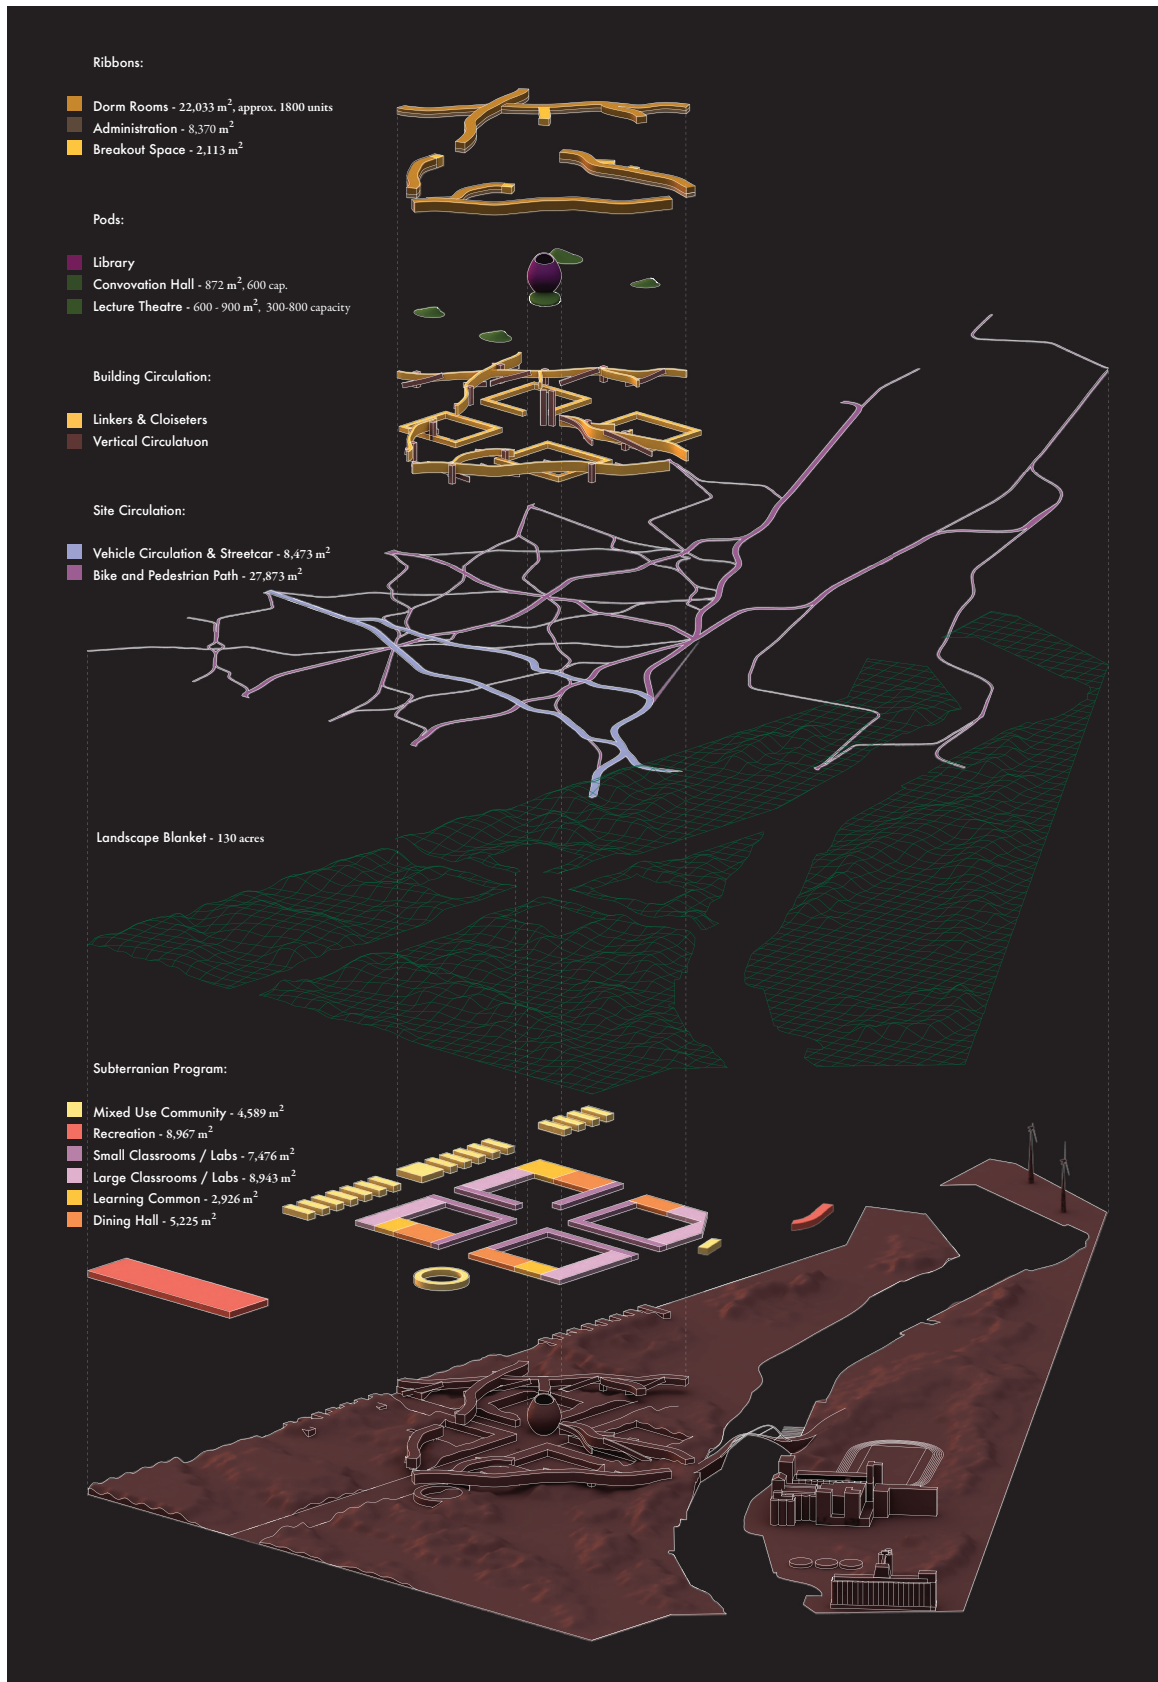 Ribbons:
Dorm Rooms - 22,033 m², approx. 1800 units
Administration - 8,370 m²
Breakout Space - 2,113 m²
Pods:
Library
Convovation Hall - 872 m², 600 cap.
Lecture Theatre - 600 - 900 m², 300-800 capacity
Building Circulation:
Linkers & Cloiseters
Vertical Circulatuon
Site Circulation:
Vehicle Circulation & Streetcar - 8,473 m²
Bike and Pedestrian Path - 27,873 m²
Landscape Blanket - 130 acres
Subterranian Program:
Mixed Use Community - 4,589 m²
Recreation - 8,967 m²
Small Classrooms / Labs - 7,476 m²
Large Classrooms / Labs - 8,943 m²
Learning Common - 2,926 m²
Dining Hall - 5,225 m²